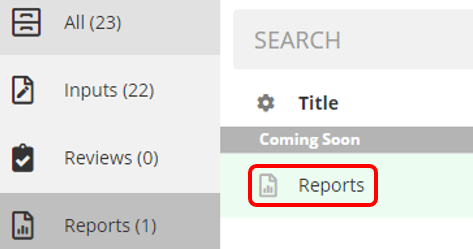 All (23)
Inputs (22)
Reviews (0)
Reports (1)
SEARCH
Title
Coming Soon
Reports